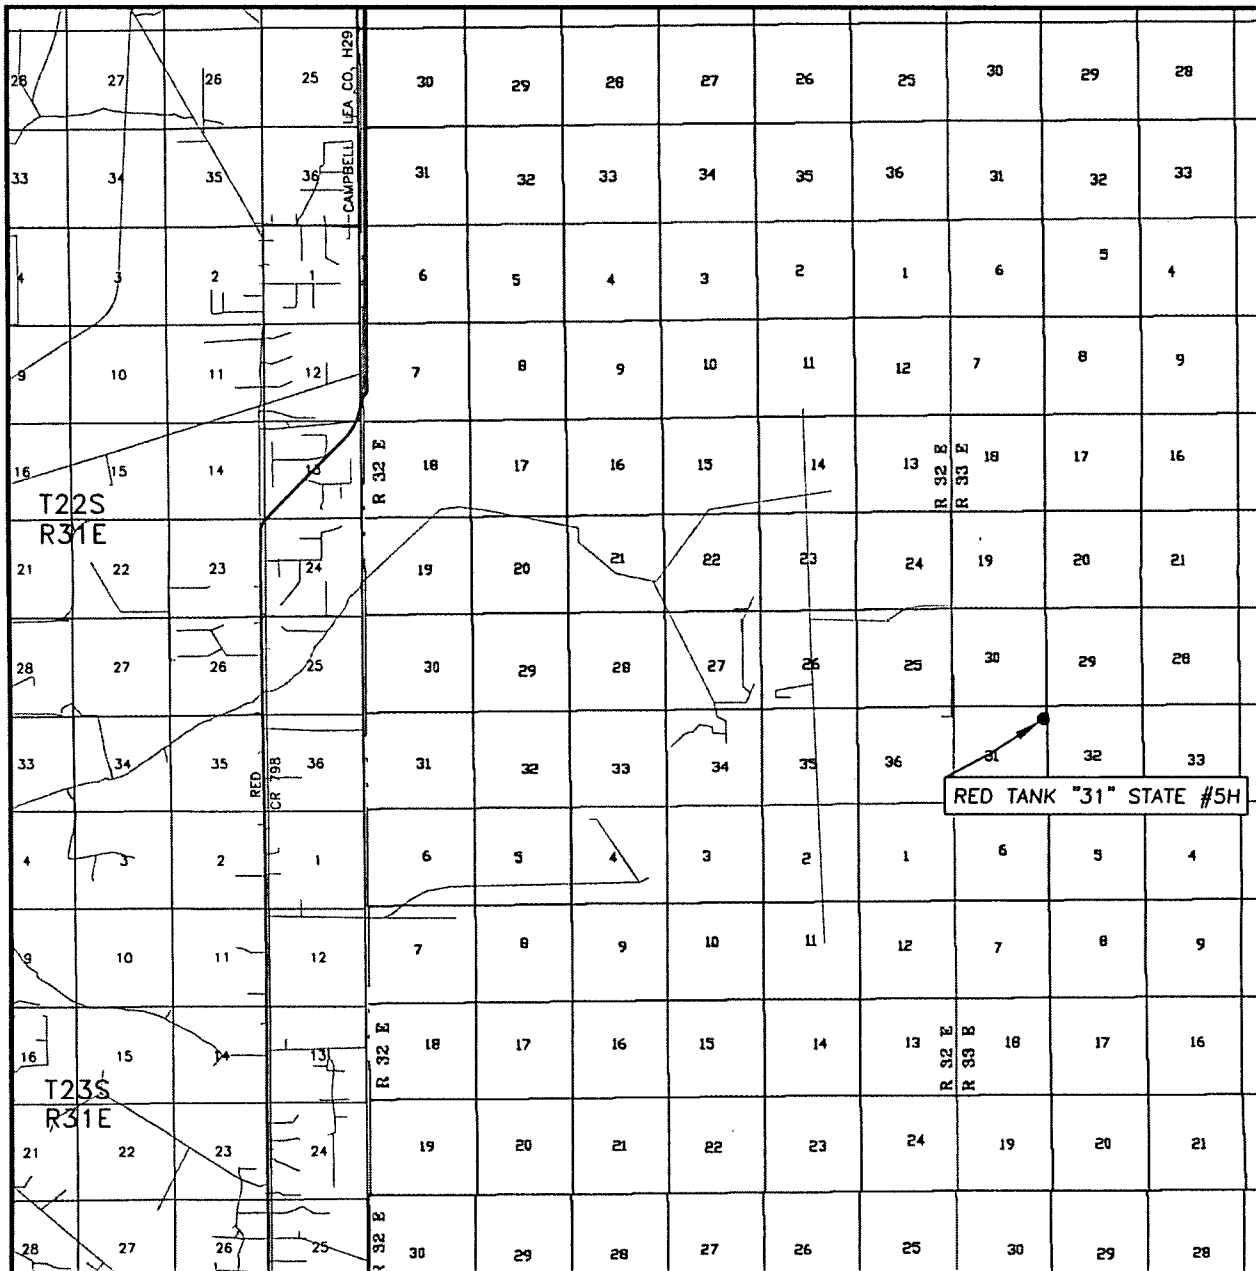 28 27 26 25 30 29 28 27 26 25 30 29 28
CAMPBELL LEA CO, H29
33 34 35 36 31 32 33 34 35 36 31 32 33
4 3 2 1 6 5 4 3 2 1 6 5 4
9 10 11 12 7 8 9 10 11 12 7 8 9
16 15 14 13 R 32 E 18 17 16 15 14 13 R 32 E R 33 E 18 17 16
T22S
R31E
21 22 23 24 19 20 21 22 23 24 19 20 21
28 27 26 25 30 29 28 27 26 25 30 29 28
33 34 35 36 31 32 33 34 35 36 31 32 33
RED
CR 798
RED TANK "31" STATE #5H
4 3 2 1 6 5 4 3 2 1 6 5 4
9 10 11 12 7 8 9 10 11 12 7 8 9
16 15 14 13 R 32 E 18 17 16 15 14 13 R 32 E R 33 E 18 17 16
T23S
R31E
21 22 23 24 19 20 21 22 23 24 19 20 21
28 27 26 25 R 32 E 30 29 28 27 26 25 30 29 28